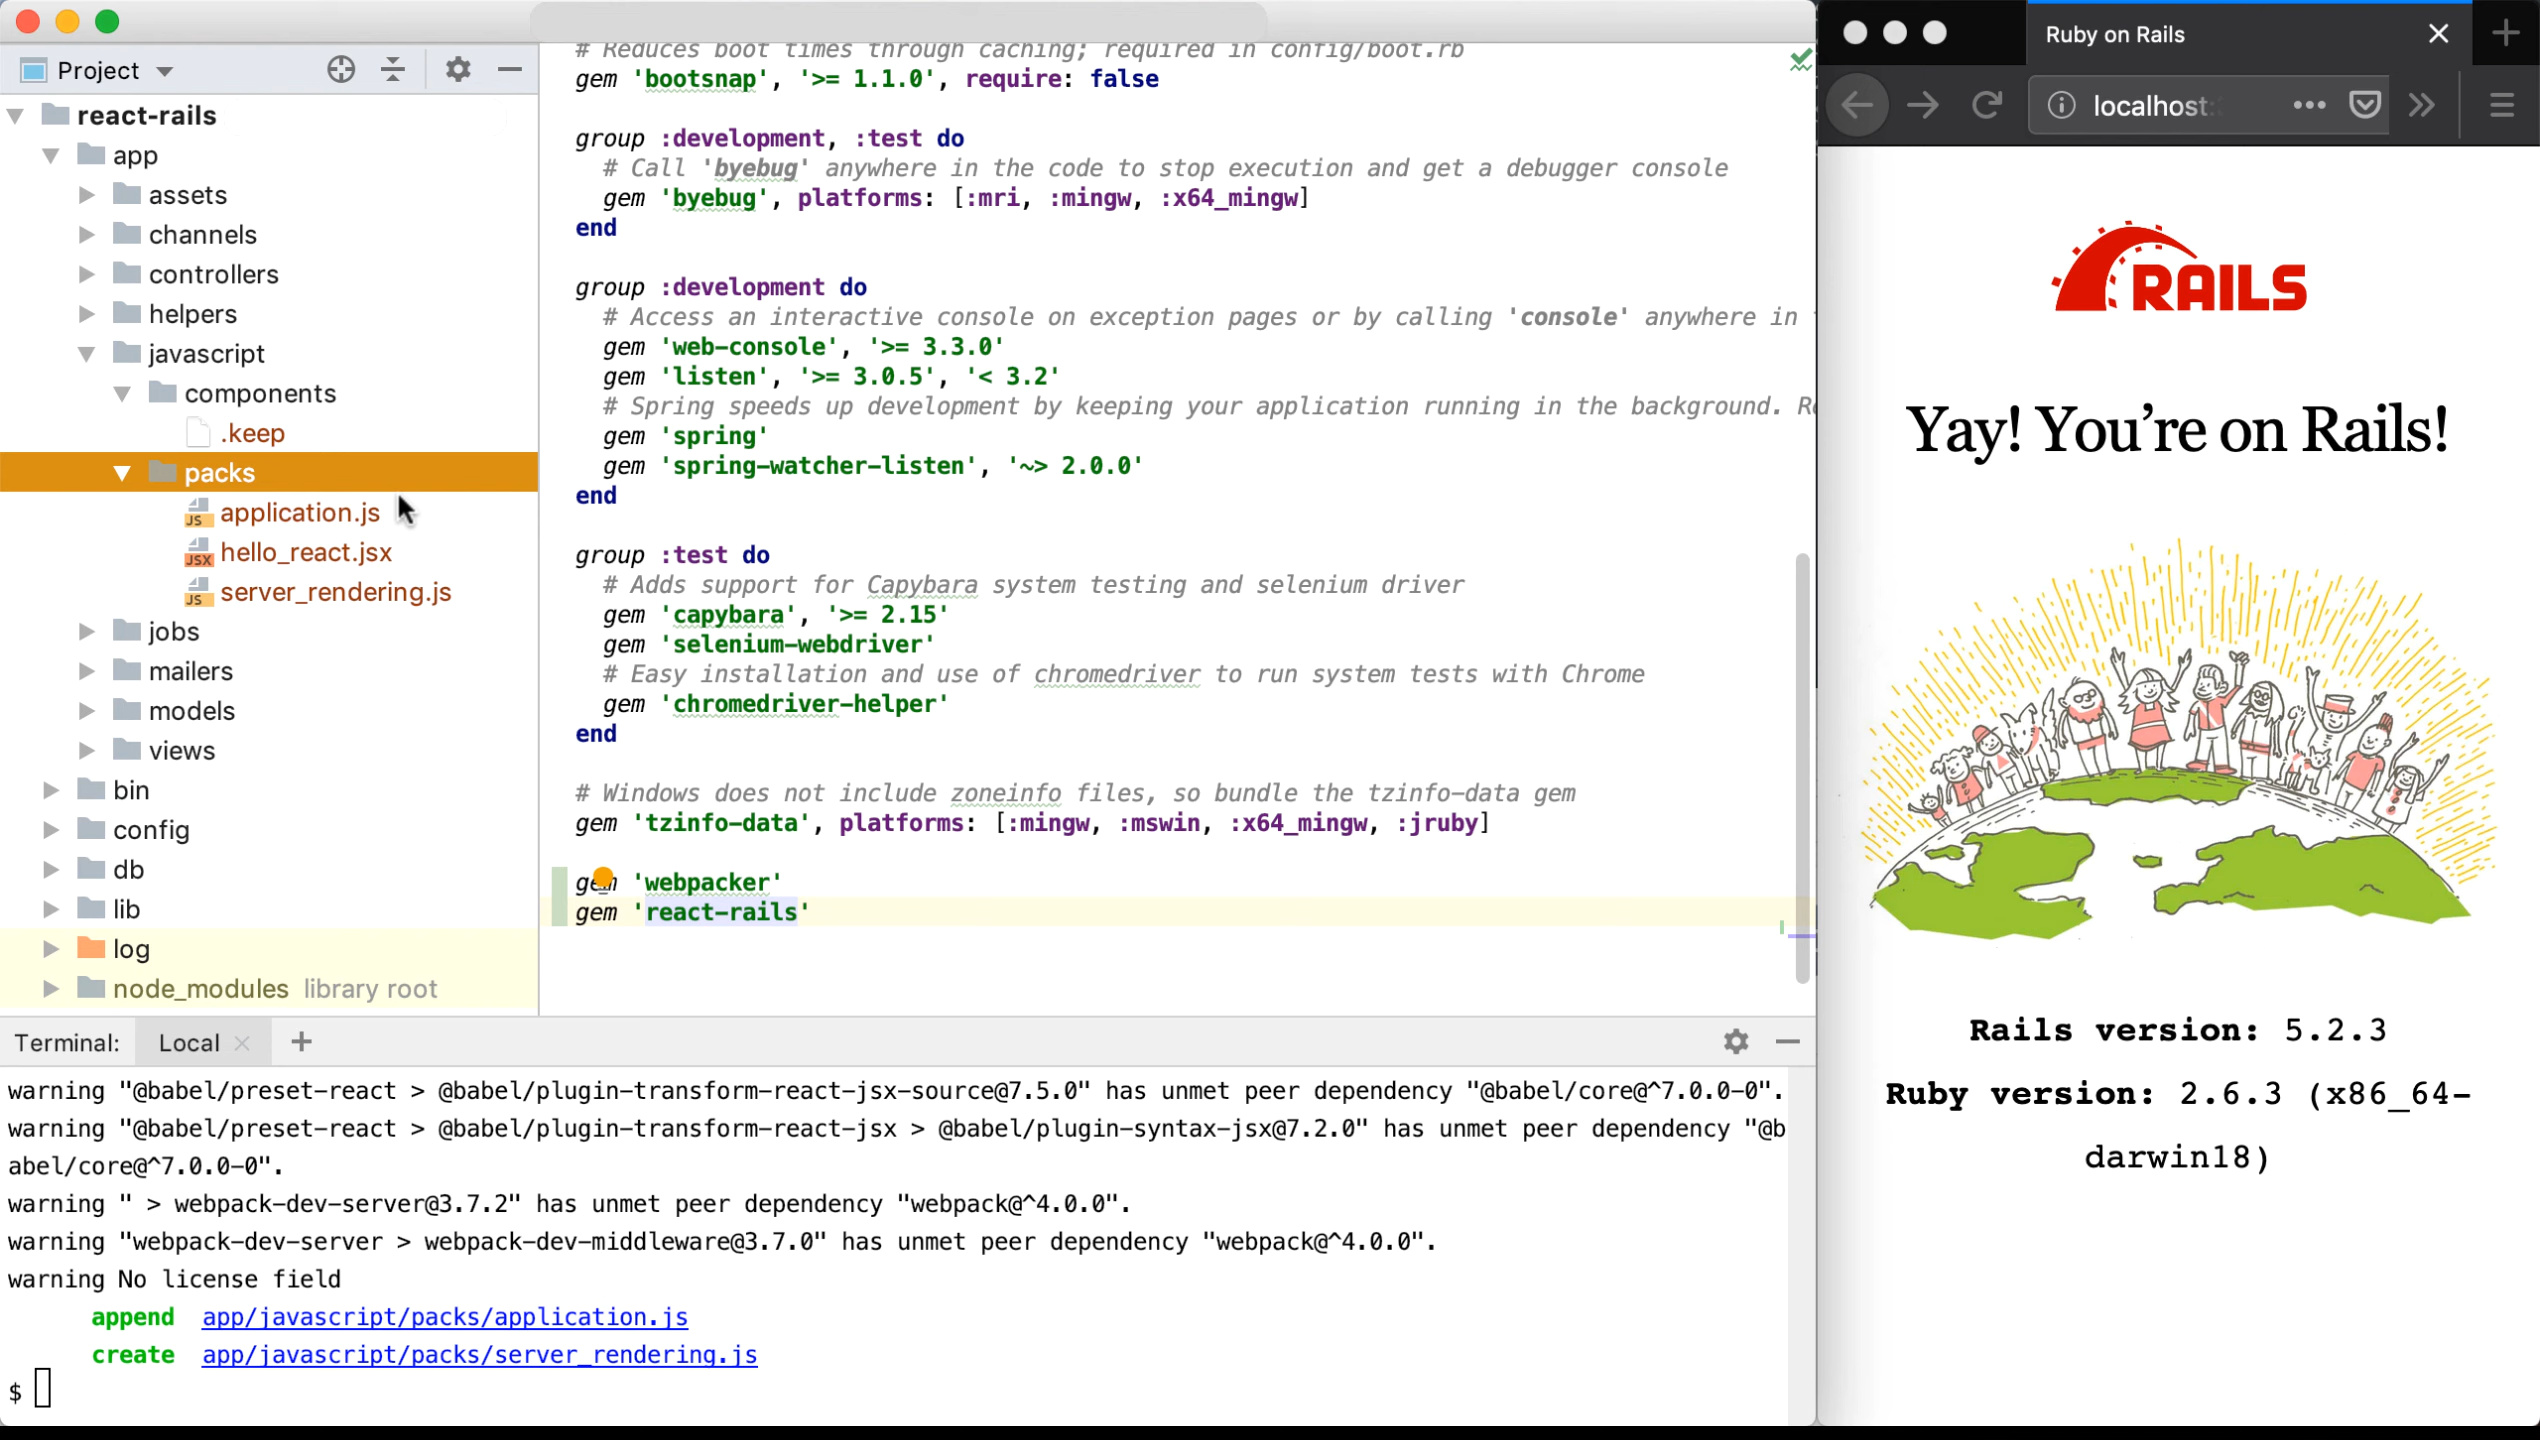 Project
react-rails
app
assets
channels
controllers
helpers
javascript
components
.keep
packs
application.js
hello_react.jsx
server_rendering.js
jobs
mailers
models
views
bin
config
db
lib
log
node_modules library root
# Reduces boot times through caching; required in config/boot.rb
gem 'bootsnap', '>= 1.1.0', require: false
group :development, :test do
# Call 'byebug' anywhere in the code to stop execution and get a debugger console
gem 'byebug', platforms: [:mri, :mingw, :x64_mingw]
end
group :development do
# Access an interactive console on exception pages or by calling 'console' anywhere in
gem 'web-console', '>= 3.3.0'
gem 'listen', '>= 3.0.5', '< 3.2'
# Spring speeds up development by keeping your application running in the background.
gem 'spring'
gem 'spring-watcher-listen', '~> 2.0.0'
end
group :test do
# Adds support for Capybara system testing and selenium driver
gem 'capybara', '>= 2.15'
gem 'selenium-webdriver'
# Easy installation and use of chromedriver to run system tests with Chrome
gem 'chromedriver-helper'
end
# Windows does not include zoneinfo files, so bundle the tzinfo-data gem
gem 'tzinfo-data', platforms: [:mingw, :mswin, :x64_mingw, :jruby]
gem 'webpacker'
gem 'react-rails'
Terminal: Local
warning "@babel/preset-react > @babel/plugin-transform-react-jsx-source@7.5.0" has unmet peer dependency "@babel/core@^7.0.0-0".
warning "@babel/preset-react > @babel/plugin-transform-react-jsx > @babel/plugin-syntax-jsx@7.2.0" has unmet peer dependency "@b
abel/core@^7.0.0-0".
warning " > webpack-dev-server@3.7.2" has unmet peer dependency "webpack@^4.0.0".
warning "webpack-dev-server > webpack-dev-middleware@3.7.0" has unmet peer dependency "webpack@^4.0.0".
warning No license field
append app/javascript/packs/application.js
create app/javascript/packs/server_rendering.js
$
Ruby on Rails
localhost:
RAILS
Yay! You’re on Rails!
Rails version: 5.2.3
Ruby version: 2.6.3 (x86_64-
darwin18)